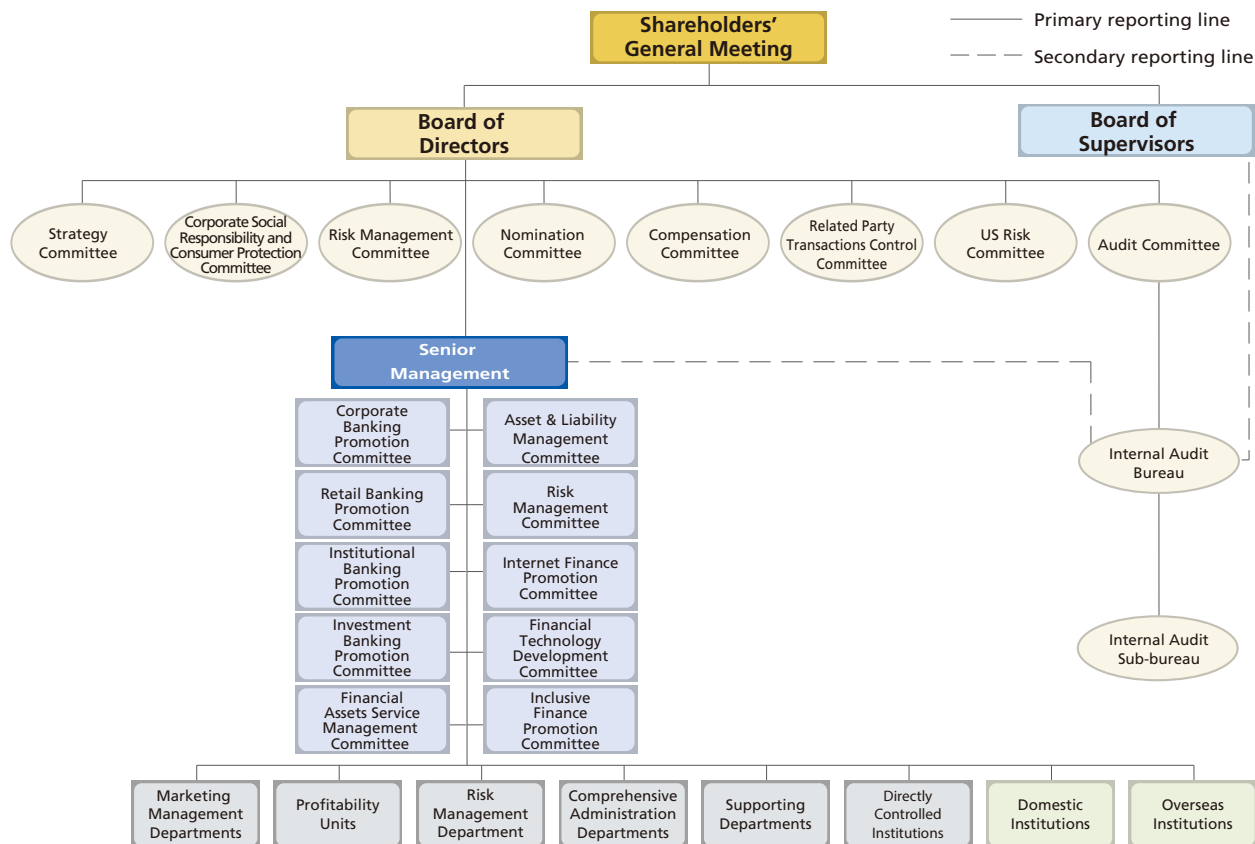 Shareholders'
General Meeting
Primary reporting line
Secondary reporting line
Board of
Directors
Board of
Supervisors
Strategy
Committee
Corporate Social
Responsibility and
Consumer Protection
Committee
Risk Management
Committee
Nomination
Committee
Compensation
Committee
Related Party
Transactions Control
Committee
US Risk
Committee
Audit Committee
Senior
Management
Corporate
Banking
Promotion
Committee
Asset & Liability
Management
Committee
Retail Banking
Promotion
Committee
Risk
Management
Committee
Institutional
Banking
Promotion
Committee
Internet Finance
Promotion
Committee
Investment
Banking
Promotion
Committee
Financial
Technology
Development
Committee
Financial
Assets Service
Management
Committee
Inclusive
Finance
Promotion
Committee
Internal Audit
Bureau
Internal Audit
Sub-bureau
Marketing
Management
Departments
Profitability
Units
Risk
Management
Department
Comprehensive
Administration
Departments
Supporting
Departments
Directly
Controlled
Institutions
Domestic
Institutions
Overseas
Institutions